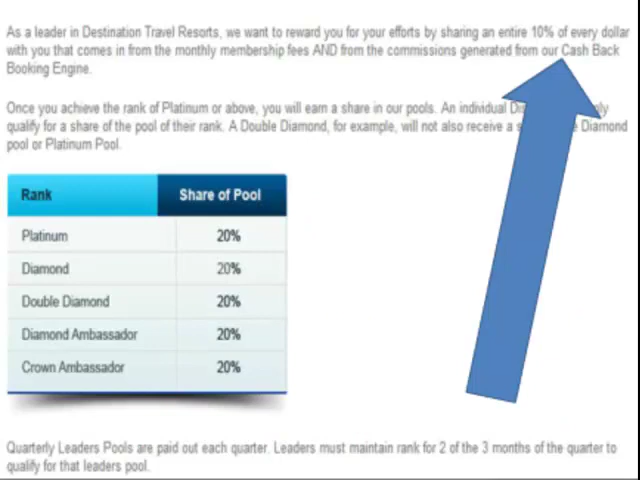 As a leader in Destination Travel Resorts, we want to reward you for your efforts by sharing an entire 10% of every dollar
with you that comes in from the monthly membership fees AND from the commissions generated from our Cash Back
Booking Engine.
Once you achieve the rank of Platinum or above, you will earn a share in our pools. An individual
qualify for a share of the pool of their rank. A Double Diamond, for example, will not also receive a Diamond
pool or Platinum Pool.
Rank Share of Pool
Platinum 20%
Diamond 20%
Double Diamond 20%
Diamond Ambassador 20%
Crown Ambassador 20%
Quarterly Leaders Pools are paid out each quarter. Leaders must maintain rank for 2 of the 3 months of the quarter to
qualify for that leaders pool.